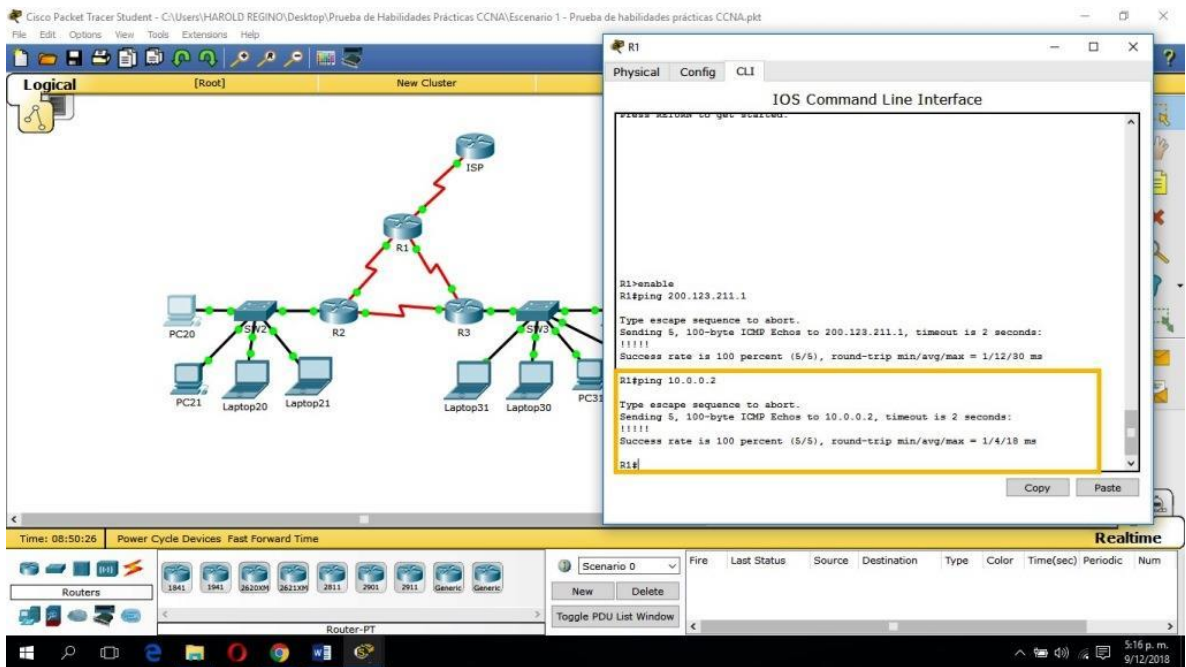 Cisco Packet Tracer Student - C:\Users\HAROLD REGINO\Desktop\Prueba de Habilidades Prácticas CCNA\Escenario 1 - Prueba de habilidades prácticas CCNA.pkt
File Edit Options View Tools Extensions Help
Logical [Root] New Cluster
R1
Physical Config CLI
IOS Command Line Interface
Press RETURN to get started.
R1>enable
R1#ping 200.123.211.1
Type escape sequence to abort.
Sending 5, 100-byte ICMP Echos to 200.123.211.1, timeout is 2 seconds:
!!!!!
Success rate is 100 percent (5/5), round-trip min/avg/max = 1/12/30 ms
R1#ping 10.0.0.2
Type escape sequence to abort.
Sending 5, 100-byte ICMP Echos to 10.0.0.2, timeout is 2 seconds:
!!!!!
Success rate is 100 percent (5/5), round-trip min/avg/max = 1/4/18 ms
R1#
Copy Paste
ISP
R1
PC20 SW2 R2 R3 SW3
PC21 Laptop20 Laptop21 Laptop31 Laptop30 PC31
Time: 08:50:26 Power Cycle Devices Fast Forward Time Realtime
Routers
1841 1941 2620XM 2621XM 2811 2901 2911 Generic Generic
Router-PT
Scenario 0
New Delete
Toggle PDU List Window
Fire Last Status Source Destination Type Color Time(sec) Periodic Num
5:16 p. m.
9/12/2018